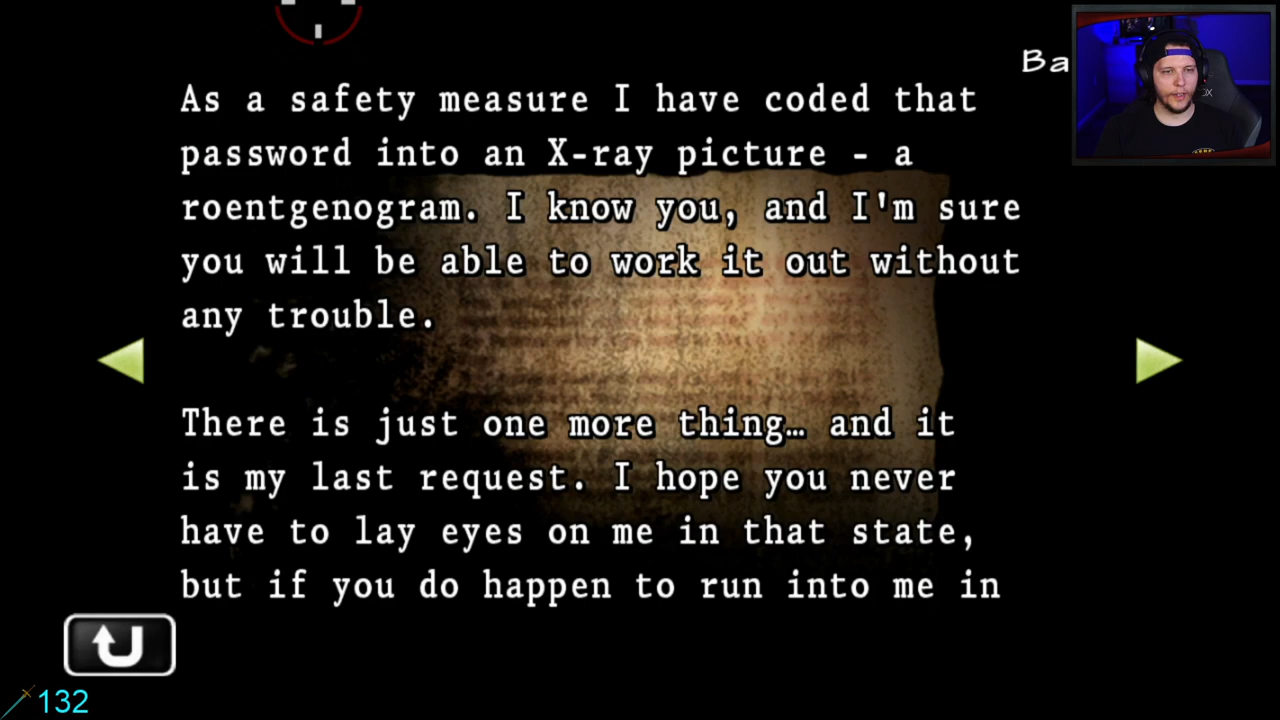 Ba
As a safety measure I have coded that
password into an X-ray picture - a
roentgenogram. I know you, and I'm sure
you will be able to work it out without
any trouble.
There is just one more thing… and it
is my last request. I hope you never
have to lay eyes on me in that state,
but if you do happen to run into me in
132